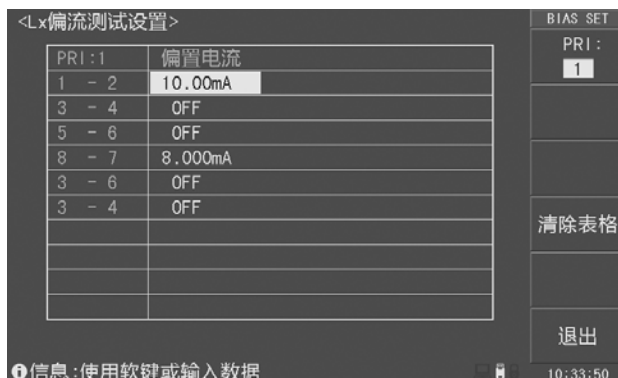 <Lx偏流测试设置>
BIAS SET
PRI:
1
PRI:1 偏置电流
1 - 2 10.00mA
3 - 4 OFF
5 - 6 OFF
8 - 7 8.000mA
3 - 6 OFF
3 - 4 OFF
清除表格
退出
信息:使用软键或输入数据
10:33:50